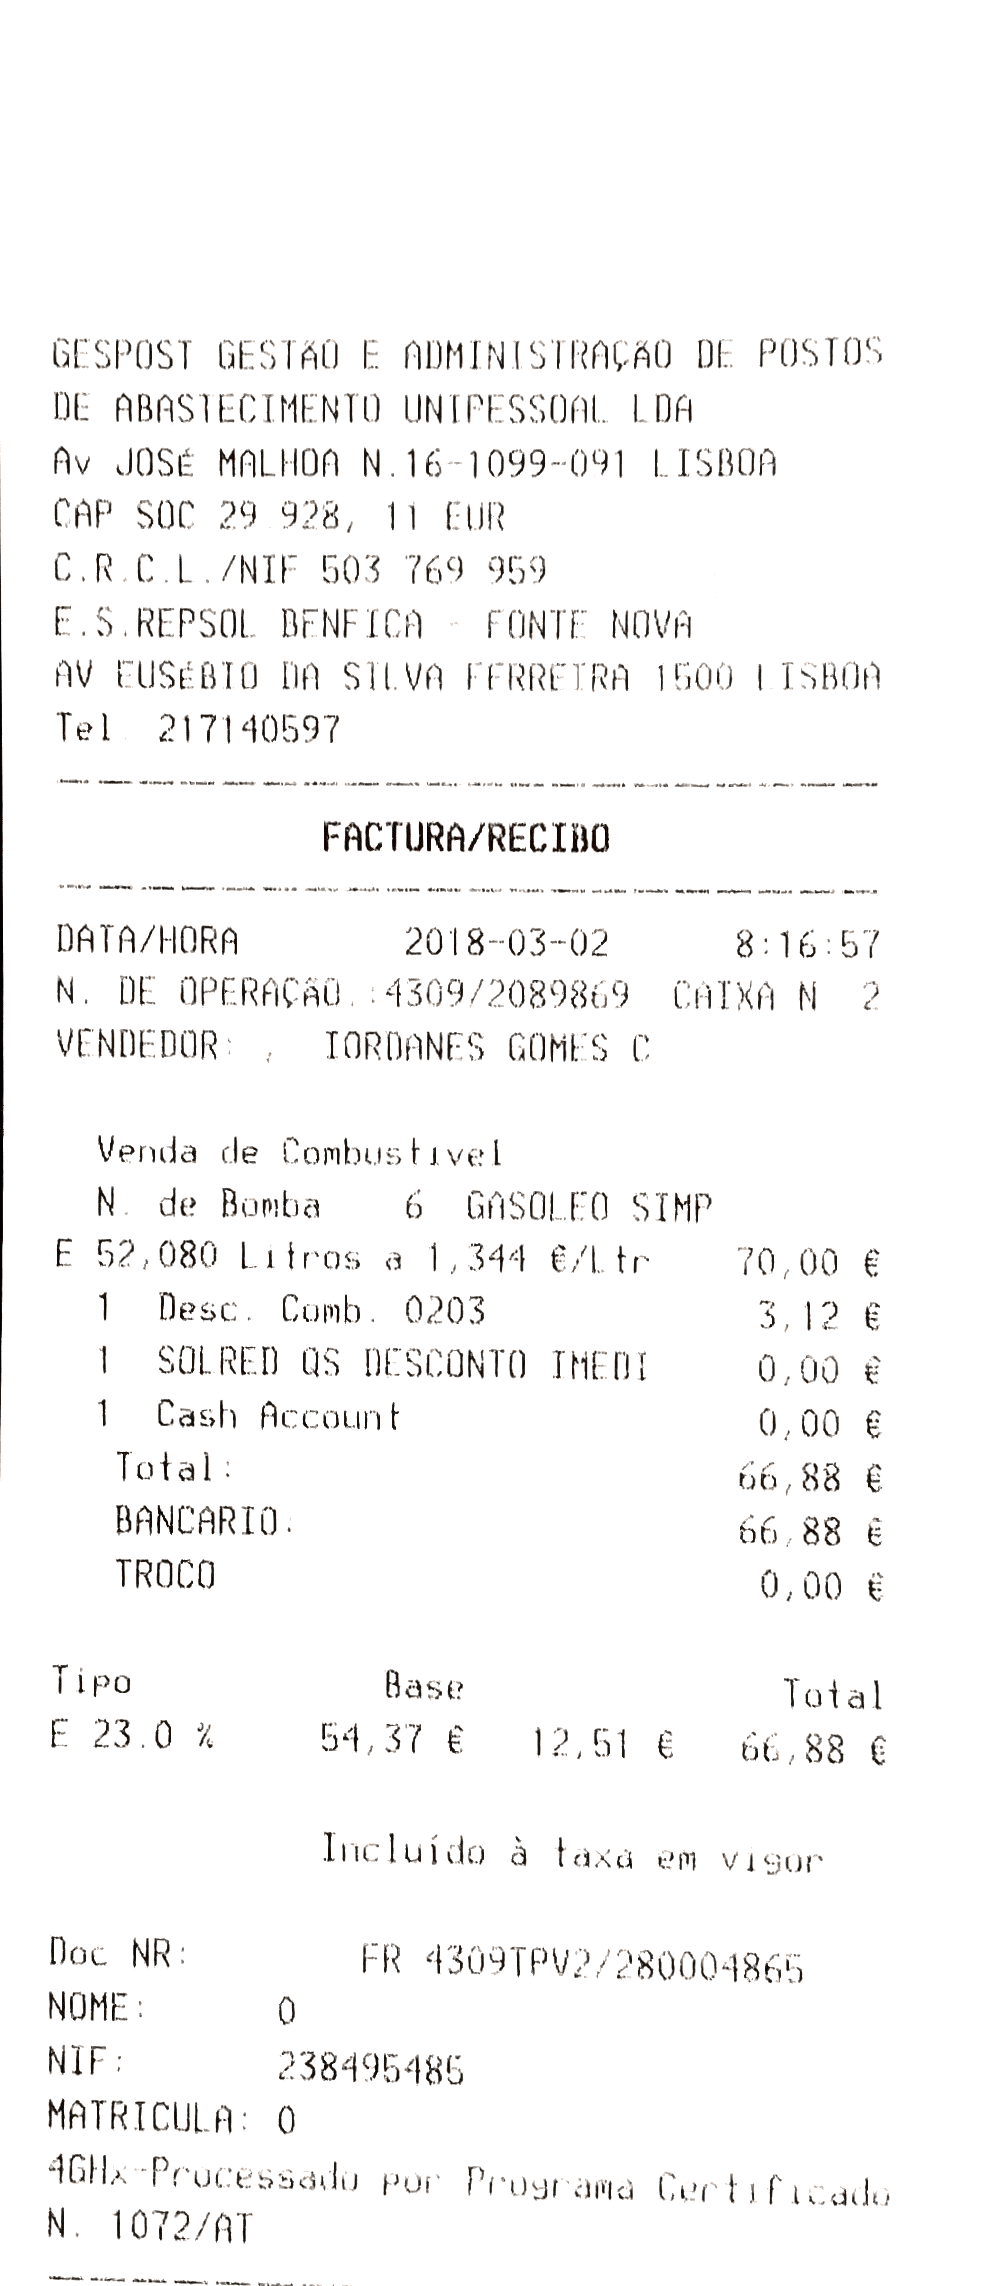 GESPOST GESTÃO E ADMINISTRAÇÃO DE POSTOS
DE ABASTECIMENTO UNIPESSOAL LDA
Av JOSÉ MALHOA N.16-1099-091 LISBOA
CAP SOC 29 928, 11 EUR
C.R.C.L./NIF 503 769 959
E.S.REPSOL BENFICA - FONTE NOVA
AV EUSÉBIO DA SILVA FERREIRA 1500 LISBOA
Tel. 217140597
FACTURA/RECIBO
DATA/HORA 2018-03-02 8:16:57
N. DE OPERAÇÃO.:4309/2089869 CAIXA N 2
VENDEDOR: , IORDANES GOMES C
Venda de Combustivel
N. de Bomba 6 GASOLEO SIMP
E 52,080 Litros a 1,344 €/Ltr 70,00 €
1 Desc. Comb. 0203 3,12 €
1 SOLRED QS DESCONTO IMEDI 0,00 €
1 Cash Account 0,00 €
Total: 66,88 €
BANCARIO: 66,88 €
TROCO 0,00 €
Tipo Base Total
E 23.0 % 54,37 € 12,51 € 66,88 €
Incluído à taxa em vigor
Doc NR: FR 4309TPV2/280004865
NOME: 0
NIF: 238495485
MATRICULA: 0
4GHx-Processado por Programa Certificado
N. 1072/AT